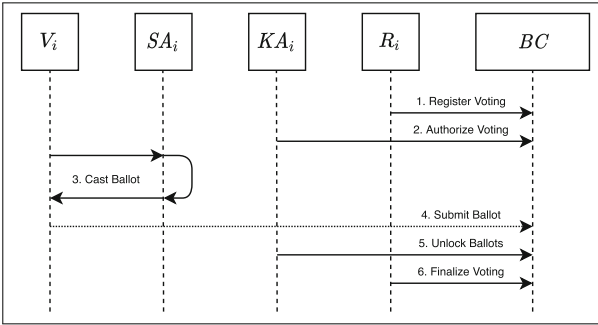 V_i SA_i KA_i R_i BC
1. Register Voting
2. Authorize Voting
3. Cast Ballot
4. Submit Ballot
5. Unlock Ballots
6. Finalize Voting